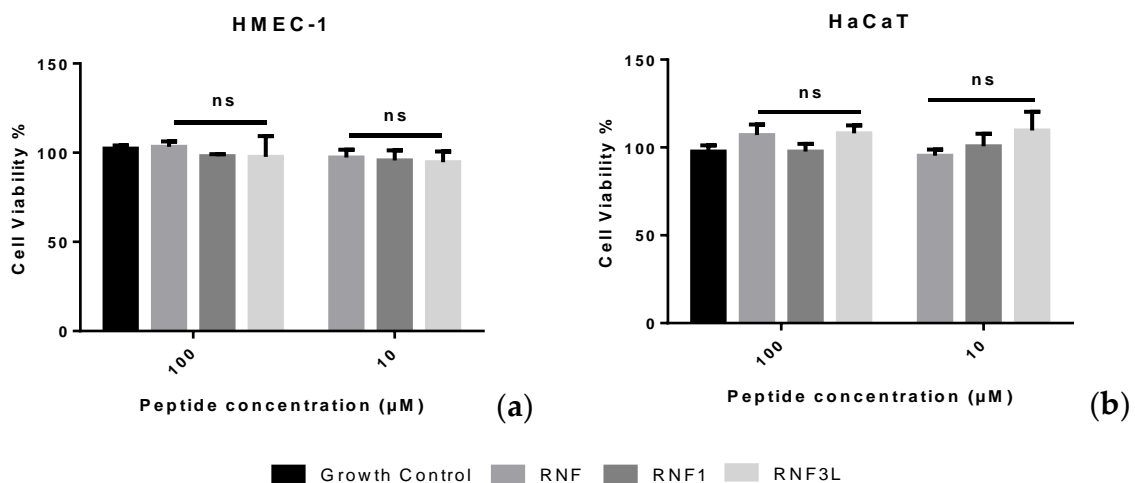 HMEC-1
150
100
50
0
Cell Viability %
ns
ns
100
10
Peptide concentration (µM)
(a)
HaCaT
150
100
50
0
Cell Viability %
ns
ns
100
10
Peptide concentration (µM)
(b)
Growth Control RNF RNF1 RNF3L